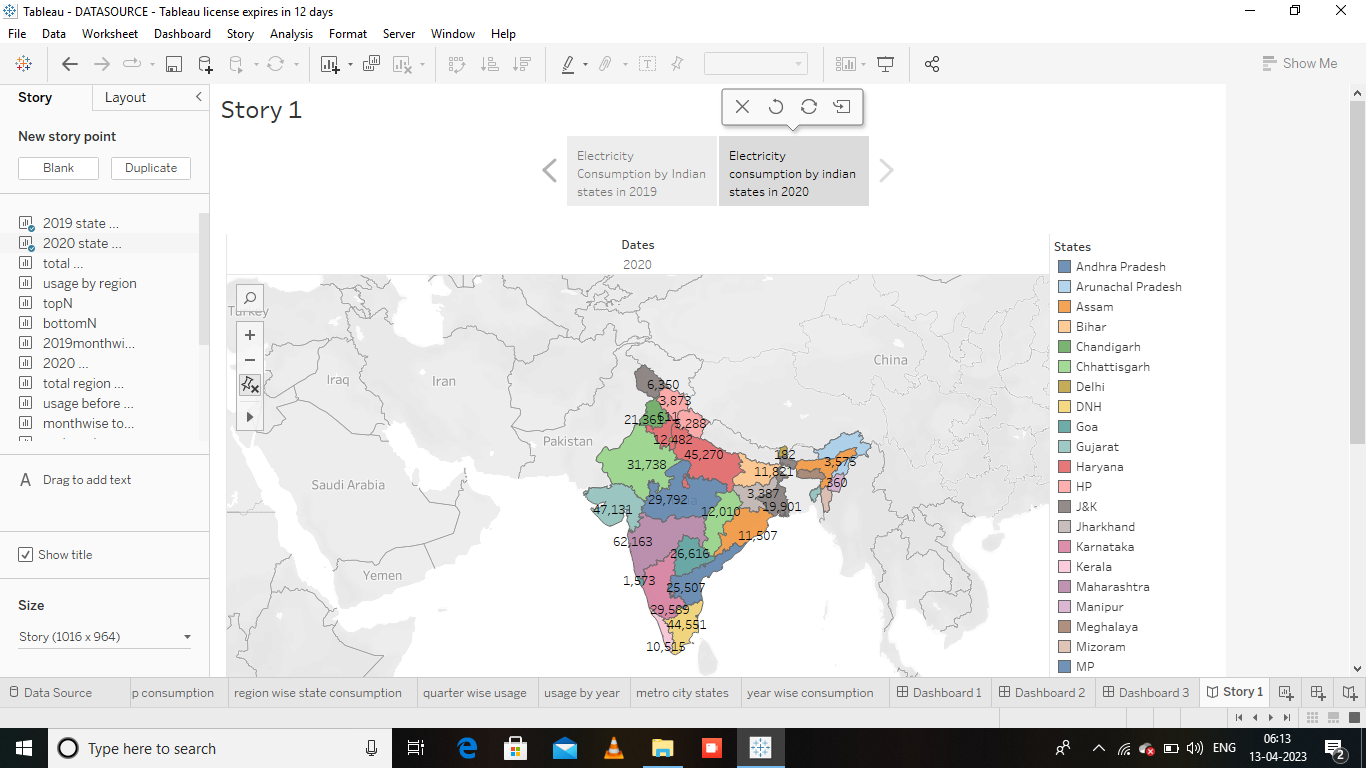 Tableau - DATASOURCE - Tableau license expires in 12 days
File Data Worksheet Dashboard Story Analysis Format Server Window Help
Show Me
Story Layout
New story point
Blank Duplicate
2019 state ...
2020 state ...
total ...
usage by region
topN
bottomN
2019monthwi...
2020 ...
total region ...
usage before ...
monthwise to...
A Drag to add text
Show title
Size
Story (1016 x 964)
Story 1
Electricity
Consumption by Indian
states in 2019
Electricity
consumption by indian
states in 2020
Dates
2020
Turkey
Iraq
Iran
China
Pakistan
Saudi Arabia
Yemen
6,350
3,873
611
21,365
5,288
12,482
45,270
182
31,738
3,575
11,821
360
29,792
3,387
47,131
12,010
19,901
62,163
11,507
26,616
1,573
25,507
29,589
44,551
10,515
States
Andhra Pradesh
Arunachal Pradesh
Assam
Bihar
Chandigarh
Chhattisgarh
Delhi
DNH
Goa
Gujarat
Haryana
HP
J&K
Jharkhand
Karnataka
Kerala
Maharashtra
Manipur
Meghalaya
Mizoram
MP
Data Source p consumption region wise state consumption quarter wise usage usage by year metro city states year wise consumption Dashboard 1 Dashboard 2 Dashboard 3 Story 1
Type here to search
ENG
06:13
13-04-2023
2